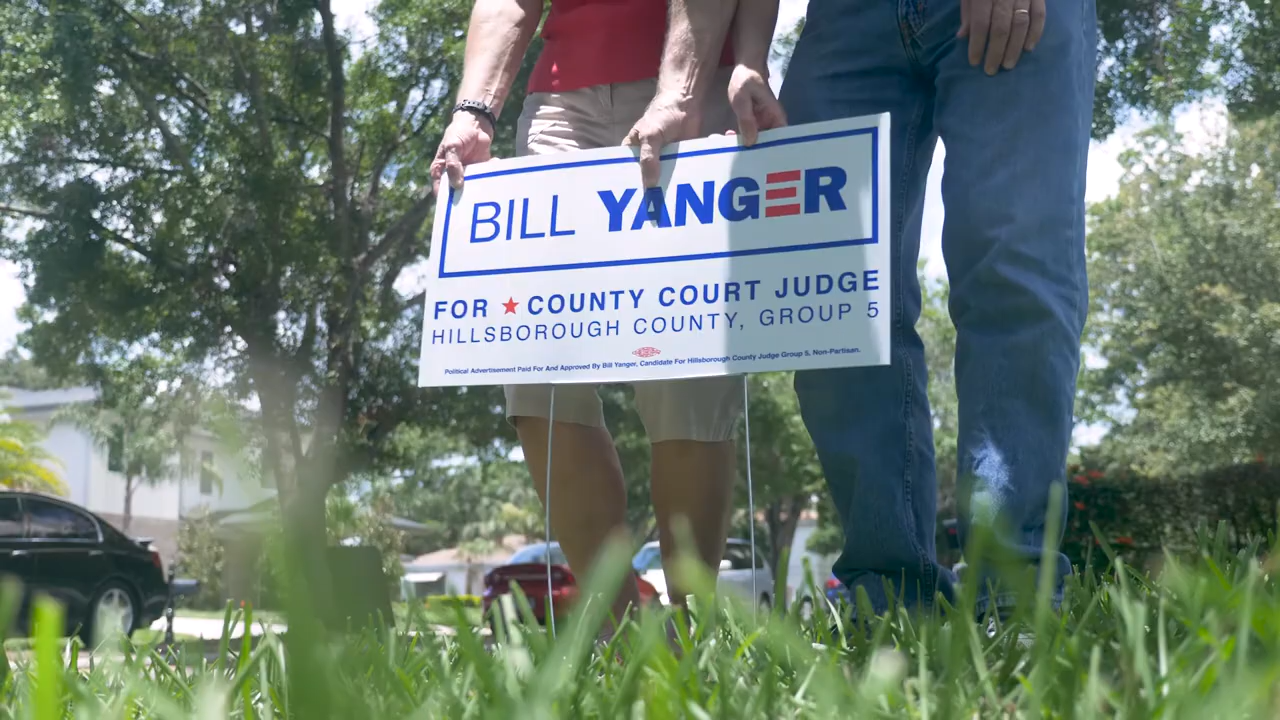 BILL YANGER
FOR ★ COUNTY COURT JUDGE
HILLSBOROUGH COUNTY, GROUP 5
Political Advertisement Paid For And Approved By Bill Yanger, Candidate For Hillsborough County Judge Group 5, Non-Partisan.